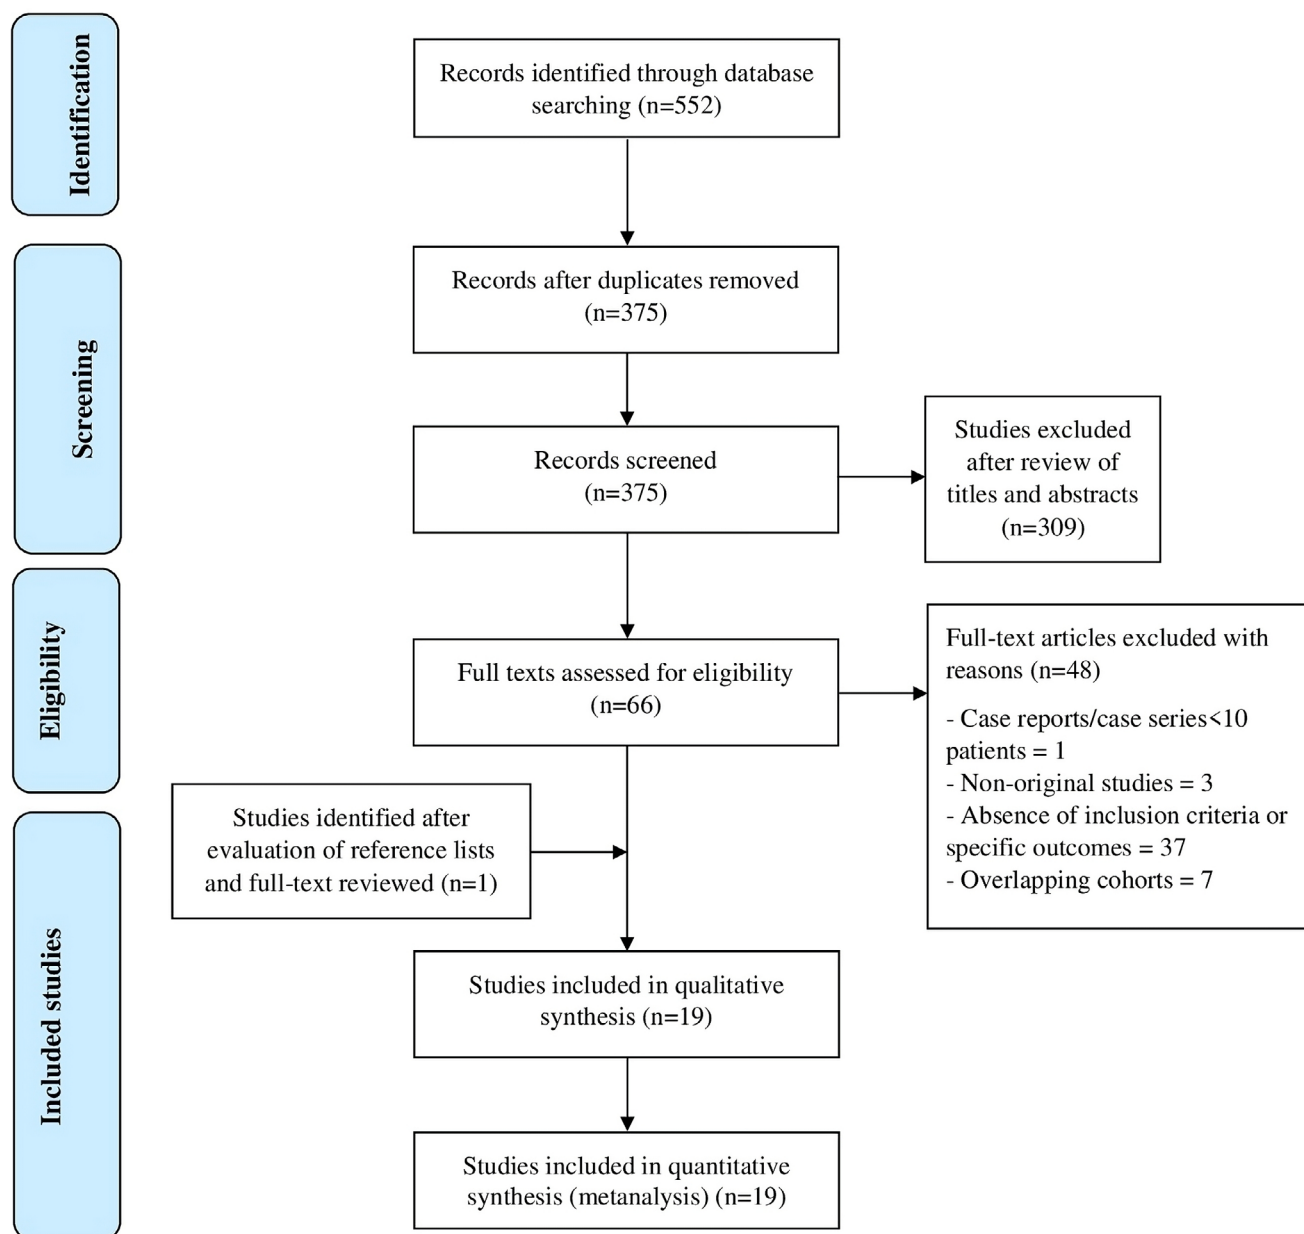 Identification
Records identified through database
searching (n=552)
Screening
Records after duplicates removed
(n=375)
Records screened
(n=375)
Studies excluded
after review of
titles and abstracts
(n=309)
Eligibility
Full texts assessed for eligibility
(n=66)
Full-text articles excluded with
reasons (n=48)
- Case reports/case series<10
patients = 1
- Non-original studies = 3
- Absence of inclusion criteria or
specific outcomes = 37
- Overlapping cohorts = 7
Studies identified after
evaluation of reference lists
and full-text reviewed (n=1)
Included studies
Studies included in qualitative
synthesis (n=19)
Studies included in quantitative
synthesis (metanalysis) (n=19)